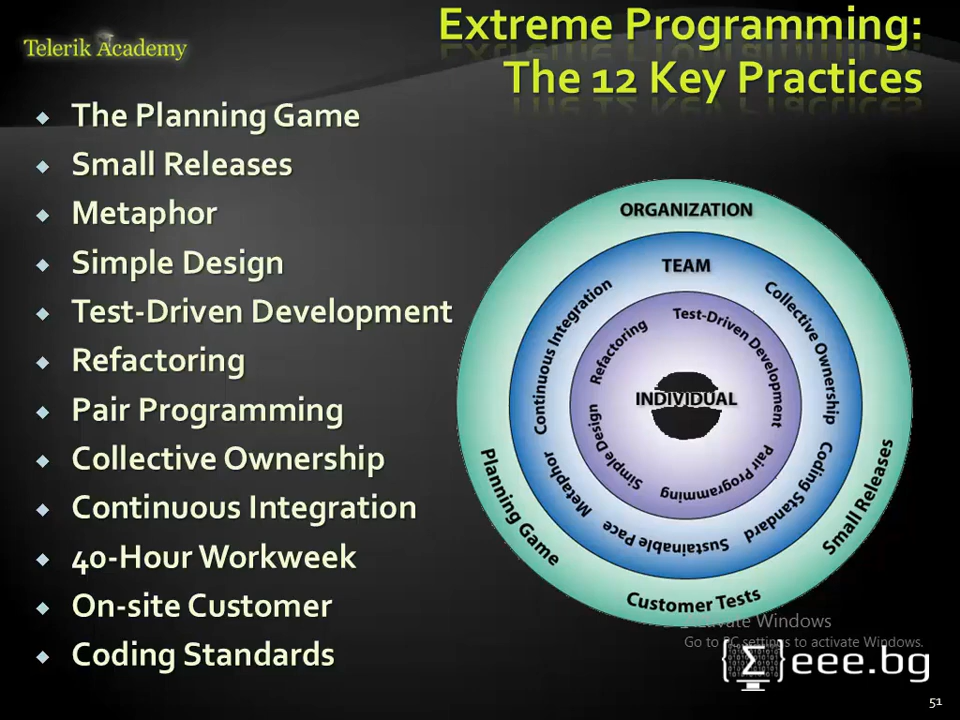 Telerik Academy
Extreme Programming:
The 12 Key Practices
The Planning Game
Small Releases
Metaphor
Simple Design
Test-Driven Development
Refactoring
Pair Programming
Collective Ownership
Continuous Integration
40-Hour Workweek
On-site Customer
Coding Standards
ORGANIZATION
Planning Game
Customer Tests
Small Releases
TEAM
Continuous Integration
Collective Ownership
Metaphor
Sustainable Pace
Coding Standard
Refactoring
Test-Driven Development
INDIVIDUAL
Simple Design
Pair Programming
Activate Windows
Go to PC settings to activate Windows.
{Σ}eee.bg
51